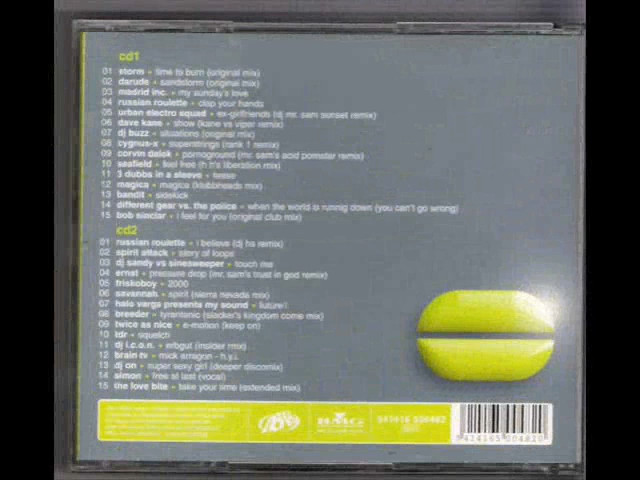 cd1
01 storm • time to burn (original mix)
02 darude • sandstorm (original mix)
03 madrid inc. • my sunday's love
04 russian roulette • clap your hands
05 urban electro squad • ex-girlfriends (dj mr. sam sunset remix)
06 dave kane • show (kane vs viper remix)
07 dj buzz • situations (original mix)
08 cygnus-x • superstrings (rank 1 remix)
09 corvin dalek • pornoground (mr. sam's acid pornstar remix)
10 seafield • feel free (h h's liberation mix)
11 3 dubbs in a sleeve • tease
12 magica • magica (klubbheads mix)
13 bandit • sidekick
14 different gear vs. the police • when the world is runnig down (you can't go wrong)
15 bob sinclar • i feel for you (original club mix)
cd2
01 russian roulette • i believe (dj hs remix)
02 spirit attack • story of loops
03 dj sandy vs sinesweeper • touch me
04 ernst • pressure drop (mr. sam's trust in god remix)
05 friskoboy • 2000
06 savannah • spirit (sierra nevada mix)
07 halo varga presents my sound • future!
08 breeder • tyrantanic (slacker's kingdom come mix)
09 twice as nice • e-motion (keep on)
10 tdr • squelch
11 dj i.c.o.n. • erbgut (insider rmx)
12 brain tv • mick arragon - h.y.i.
13 dj on • super sexy girl (deeper discomix)
14 simon • free at last (vocal)
15 the love bite • take your time (extended mix)
BMG
541416 500482
5 414165 004820